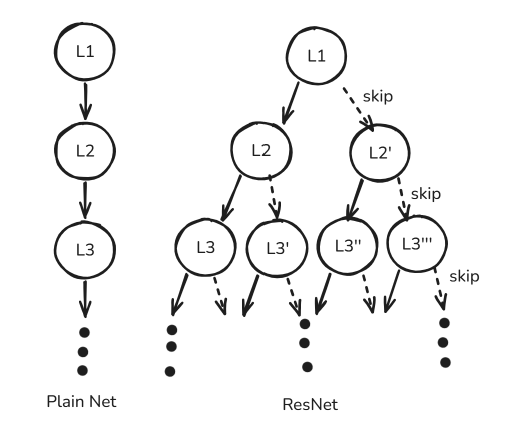 L1
L1
skip
L2
L2
L2'
skip
L3
L3
L3'
L3''
L3'''
skip
Plain Net
ResNet